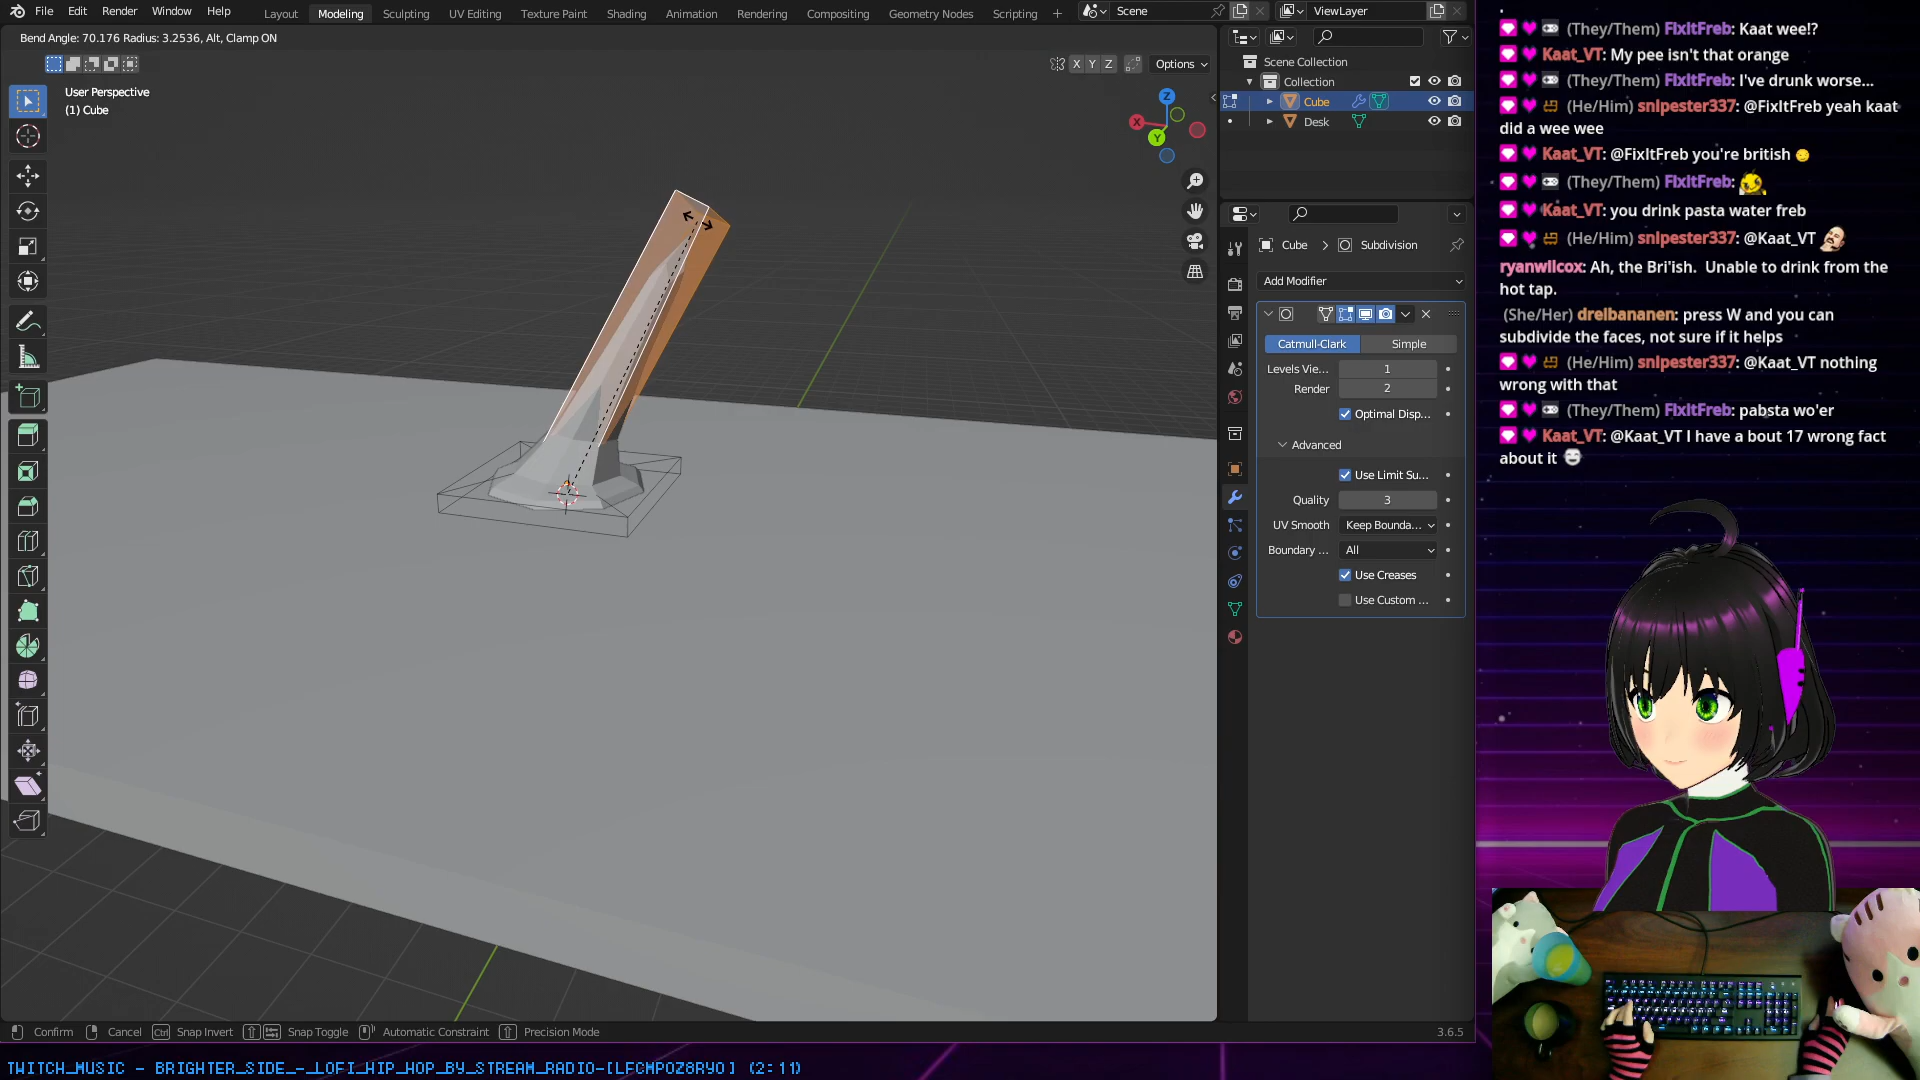 File Edit Render Window Help Layout Modeling Sculpting UV Editing Texture Paint Shading Animation Rendering Compositing Geometry Nodes Scripting + Scene ViewLayer
Bend Angle: 70.176 Radius: 3.2536, Alt, Clamp ON
X Y Z Options
User Perspective
(1) Cube
Z
X
Y
Scene Collection
Collection
Cube
Desk
Cube > Subdivision
Add Modifier
Catmull-Clark Simple
Levels Vie... 1
Render 2
Optimal Disp...
Advanced
Use Limit Su...
Quality 3
UV Smooth Keep Bounda...
Boundary ... All
Use Creases
Use Custom ...
Confirm Cancel Ctrl Snap Invert Snap Toggle Automatic Constraint Precision Mode 3.6.5
TWITCH_MUSIC - BRIGHTER_SIDE_-_LOFI_HIP_HOP_BY_STREAM_RADIO-[LFCMPOZ8RYO] (2:11)
(They/Them) FixItFreb: Kaat wee!?
Kaat_VT: My pee isn't that orange
(They/Them) FixItFreb: I've drunk worse...
(He/Him) snipester337: @FixItFreb yeah kaat
did a wee wee
Kaat_VT: @FixItFreb you're british
(They/Them) FixItFreb:
Kaat_VT: you drink pasta water freb
(He/Him) snipester337: @Kaat_VT
ryanwilcox: Ah, the Bri'ish. Unable to drink from the
hot tap.
(She/Her) dreibananen: press W and you can
subdivide the faces, not sure if it helps
(He/Him) snipester337: @Kaat_VT nothing
wrong with that
(They/Them) FixItFreb: pabsta wo'er
Kaat_VT: @Kaat_VT I have a bout 17 wrong fact
about it